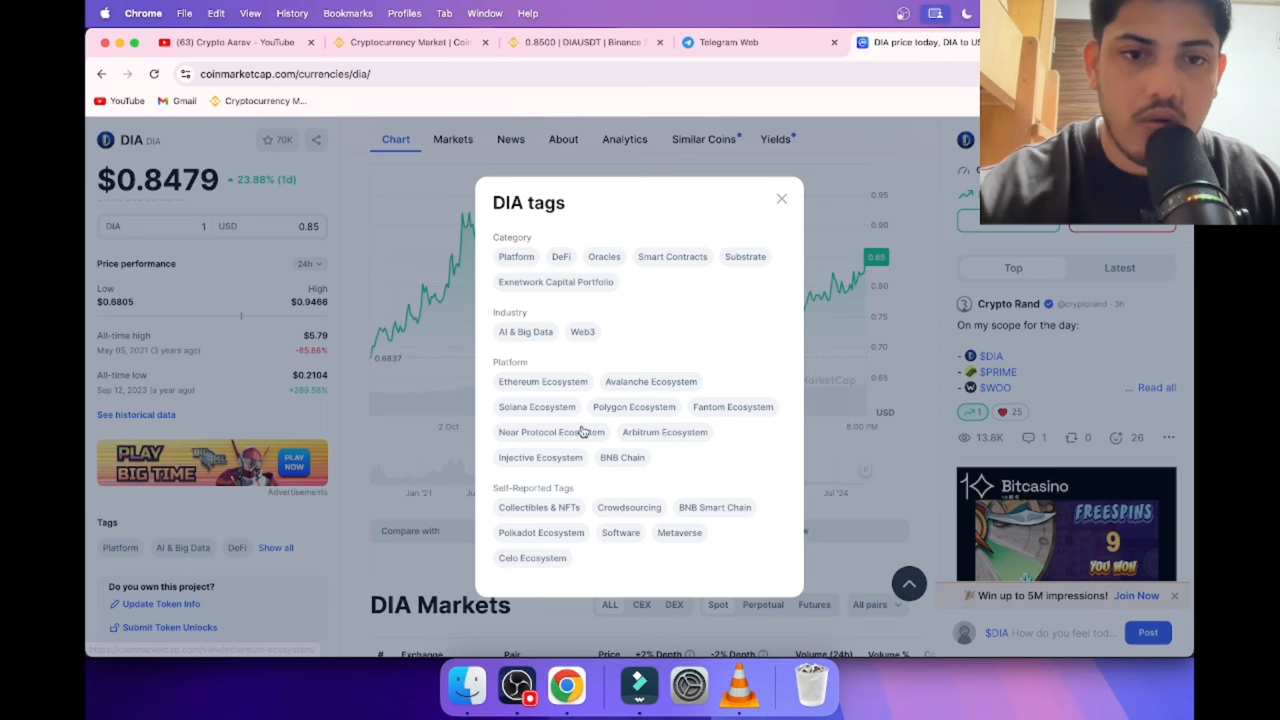 Chrome File Edit View History Bookmarks Profiles Tab Window Help
(63) Crypto Aarav - YouTube
Cryptocurrency Market | Coin
0.8500 | DIAUSDT | Binance S
Telegram Web
DIA price today, DIA to US
coinmarketcap.com/currencies/dia/
YouTube Gmail Cryptocurrency M...
DIA DIA
70K
$0.8479 23.88% (1d)
DIA 1 USD 0.85
Price performance 24h
Low High
$0.6805 $0.9466
All-time high $5.79
May 05, 2021 (3 years ago) -85.86%
All-time low $0.2104
Sep 12, 2023 (a year ago)
See historical data
PLAY BIG TIME
PLAY NOW
Advertisements
Tags
Platform AI & Big Data DeFi Show all
Do you own this project?
Update Token Info
Submit Token Unlocks
https://coinmarketcap.com/view/ethereum-ecosystem/
Chart Markets News About Analytics Similar Coins Yields
0.95
0.90
0.85
0.80
0.75
0.70
0.65
USD
0.6837
2 Oct
8:00 PM
Jan '21
Jul '24
Compare with
DIA tags
Category
Platform DeFi Oracles Smart Contracts Substrate
Exnetwork Capital Portfolio
Industry
AI & Big Data Web3
Platform
Ethereum Ecosystem Avalanche Ecosystem
Solana Ecosystem Polygon Ecosystem Fantom Ecosystem
Near Protocol Ecosystem Arbitrum Ecosystem
Injective Ecosystem BNB Chain
Self-Reported Tags
Collectibles & NFTs Crowdsourcing BNB Smart Chain
Polkadot Ecosystem Software Metaverse
Celo Ecosystem
DIA Markets
ALL CEX DEX Spot Perpetual Futures All pairs
# Exchange Pair Price +2% Depth -2% Depth Volume (24h) Volume %
Top Latest
Crypto Rand @cryptorand · 3h
On my scope for the day:
- $DIA
- $PRIME
- $WOO
... Read all
1 25
13.8K 1 0 26
Bitcasino
FREESPINS
9
YOU WON
Win up to 5M impressions! Join Now
$DIA How do you feel tod... Post